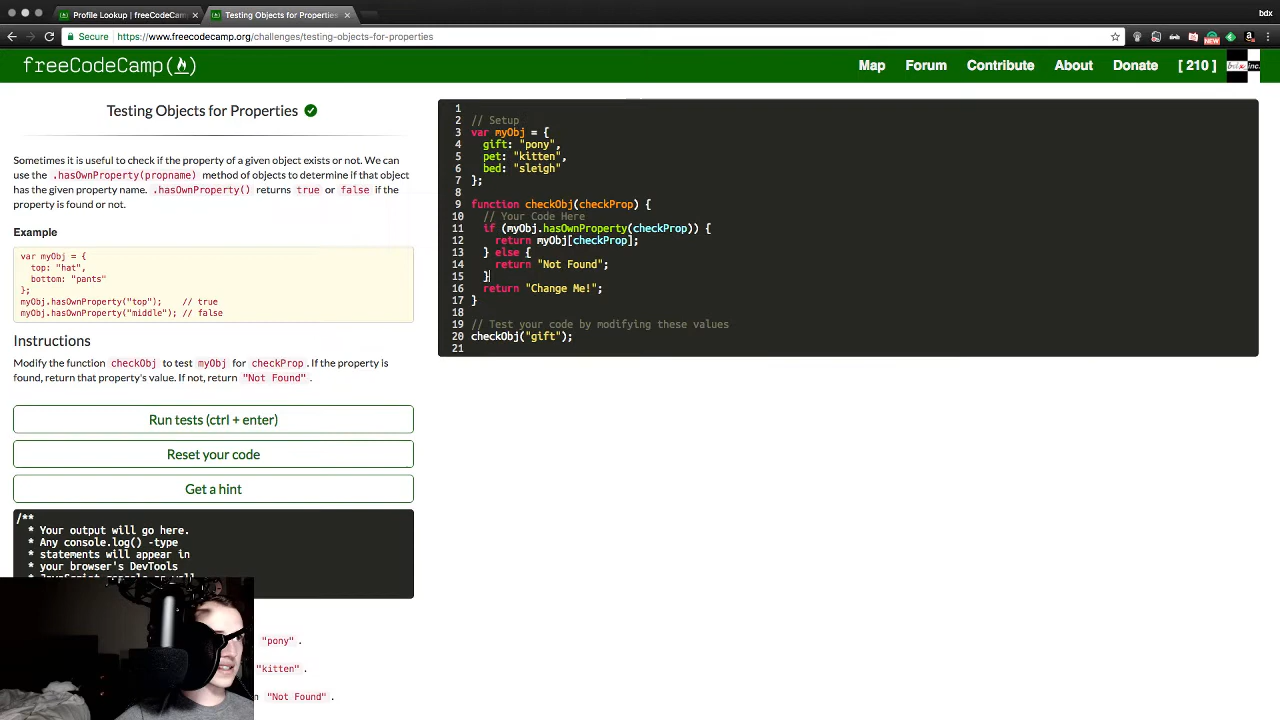 Profile Lookup | freeCodeCam
Testing Objects for Properties
bdx
Secure
https://www.freecodecamp.org/challenges/testing-objects-for-properties
NEW
freeCodeCamp
Map
Forum
Contribute
About
Donate
[ 210 ]
bdx inc.
Testing Objects for Properties
Sometimes it is useful to check if the property of a given object exists or not. We can
use the .hasOwnProperty(propname) method of objects to determine if that object
has the given property name. .hasOwnProperty() returns true or false if the
property is found or not.
Example
var myObj = {
top: "hat",
bottom: "pants"
};
myObj.hasOwnProperty("top"); // true
myObj.hasOwnProperty("middle"); // false
Instructions
Modify the function checkObj to test myObj for checkProp. If the property is
found, return that property's value. If not, return "Not Found".
Run tests (ctrl + enter)
Reset your code
Get a hint
/**
* Your output will go here.
* Any console.log() -type
* statements will appear in
* your browser's DevTools
"pony".
"kitten".
"Not Found".
1
2 // Setup
3 var myObj = {
4 gift: "pony",
5 pet: "kitten",
6 bed: "sleigh"
7 };
8
9 function checkObj(checkProp) {
10 // Your Code Here
11 if (myObj.hasOwnProperty(checkProp)) {
12 return myObj[checkProp];
13 } else {
14 return "Not Found";
15 }
16 return "Change Me!";
17 }
18
19 // Test your code by modifying these values
20 checkObj("gift");
21